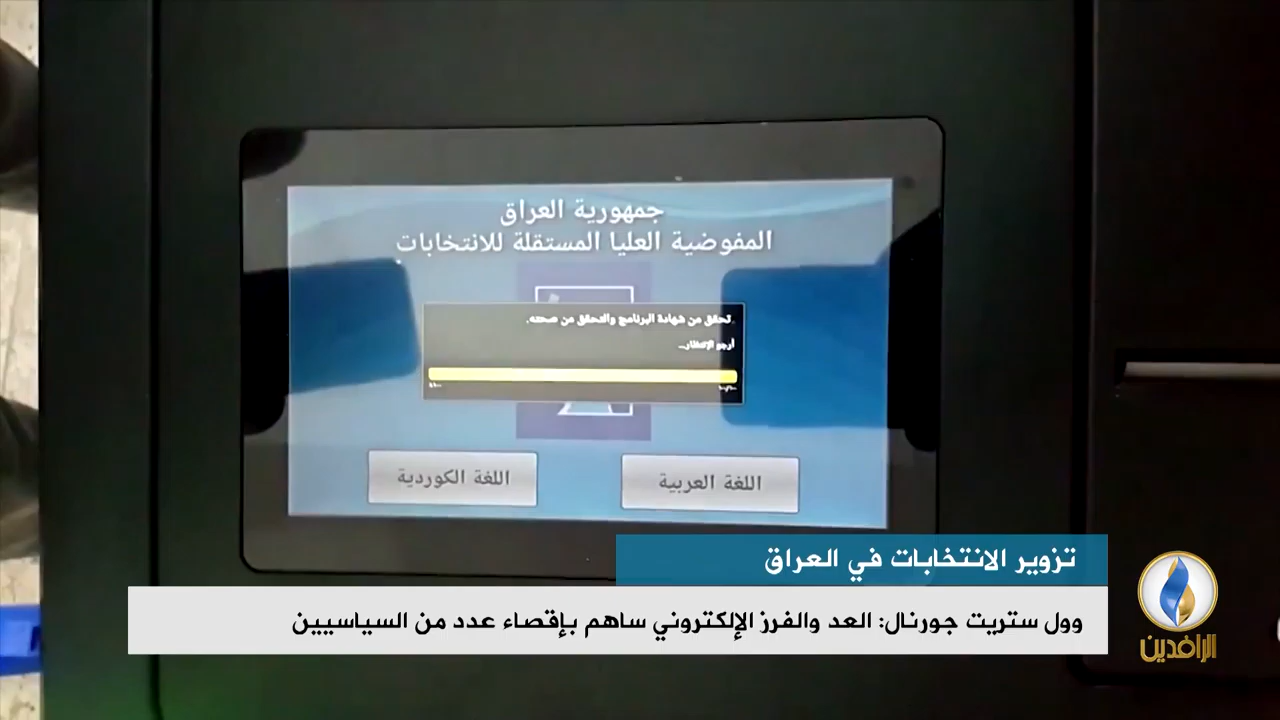 جمهورية العراق
المفوضية العليا المستقلة للانتخابات
تحقق من شهادة البرنامج والتحقق من صحته.
أرجو الإنتظار...
اللغة العربية
اللغة الكوردية
تزوير الانتخابات في العراق
وول ستريت جورنال: العد والفرز الإلكتروني ساهم بإقصاء عدد من السياسيين
الرافدين